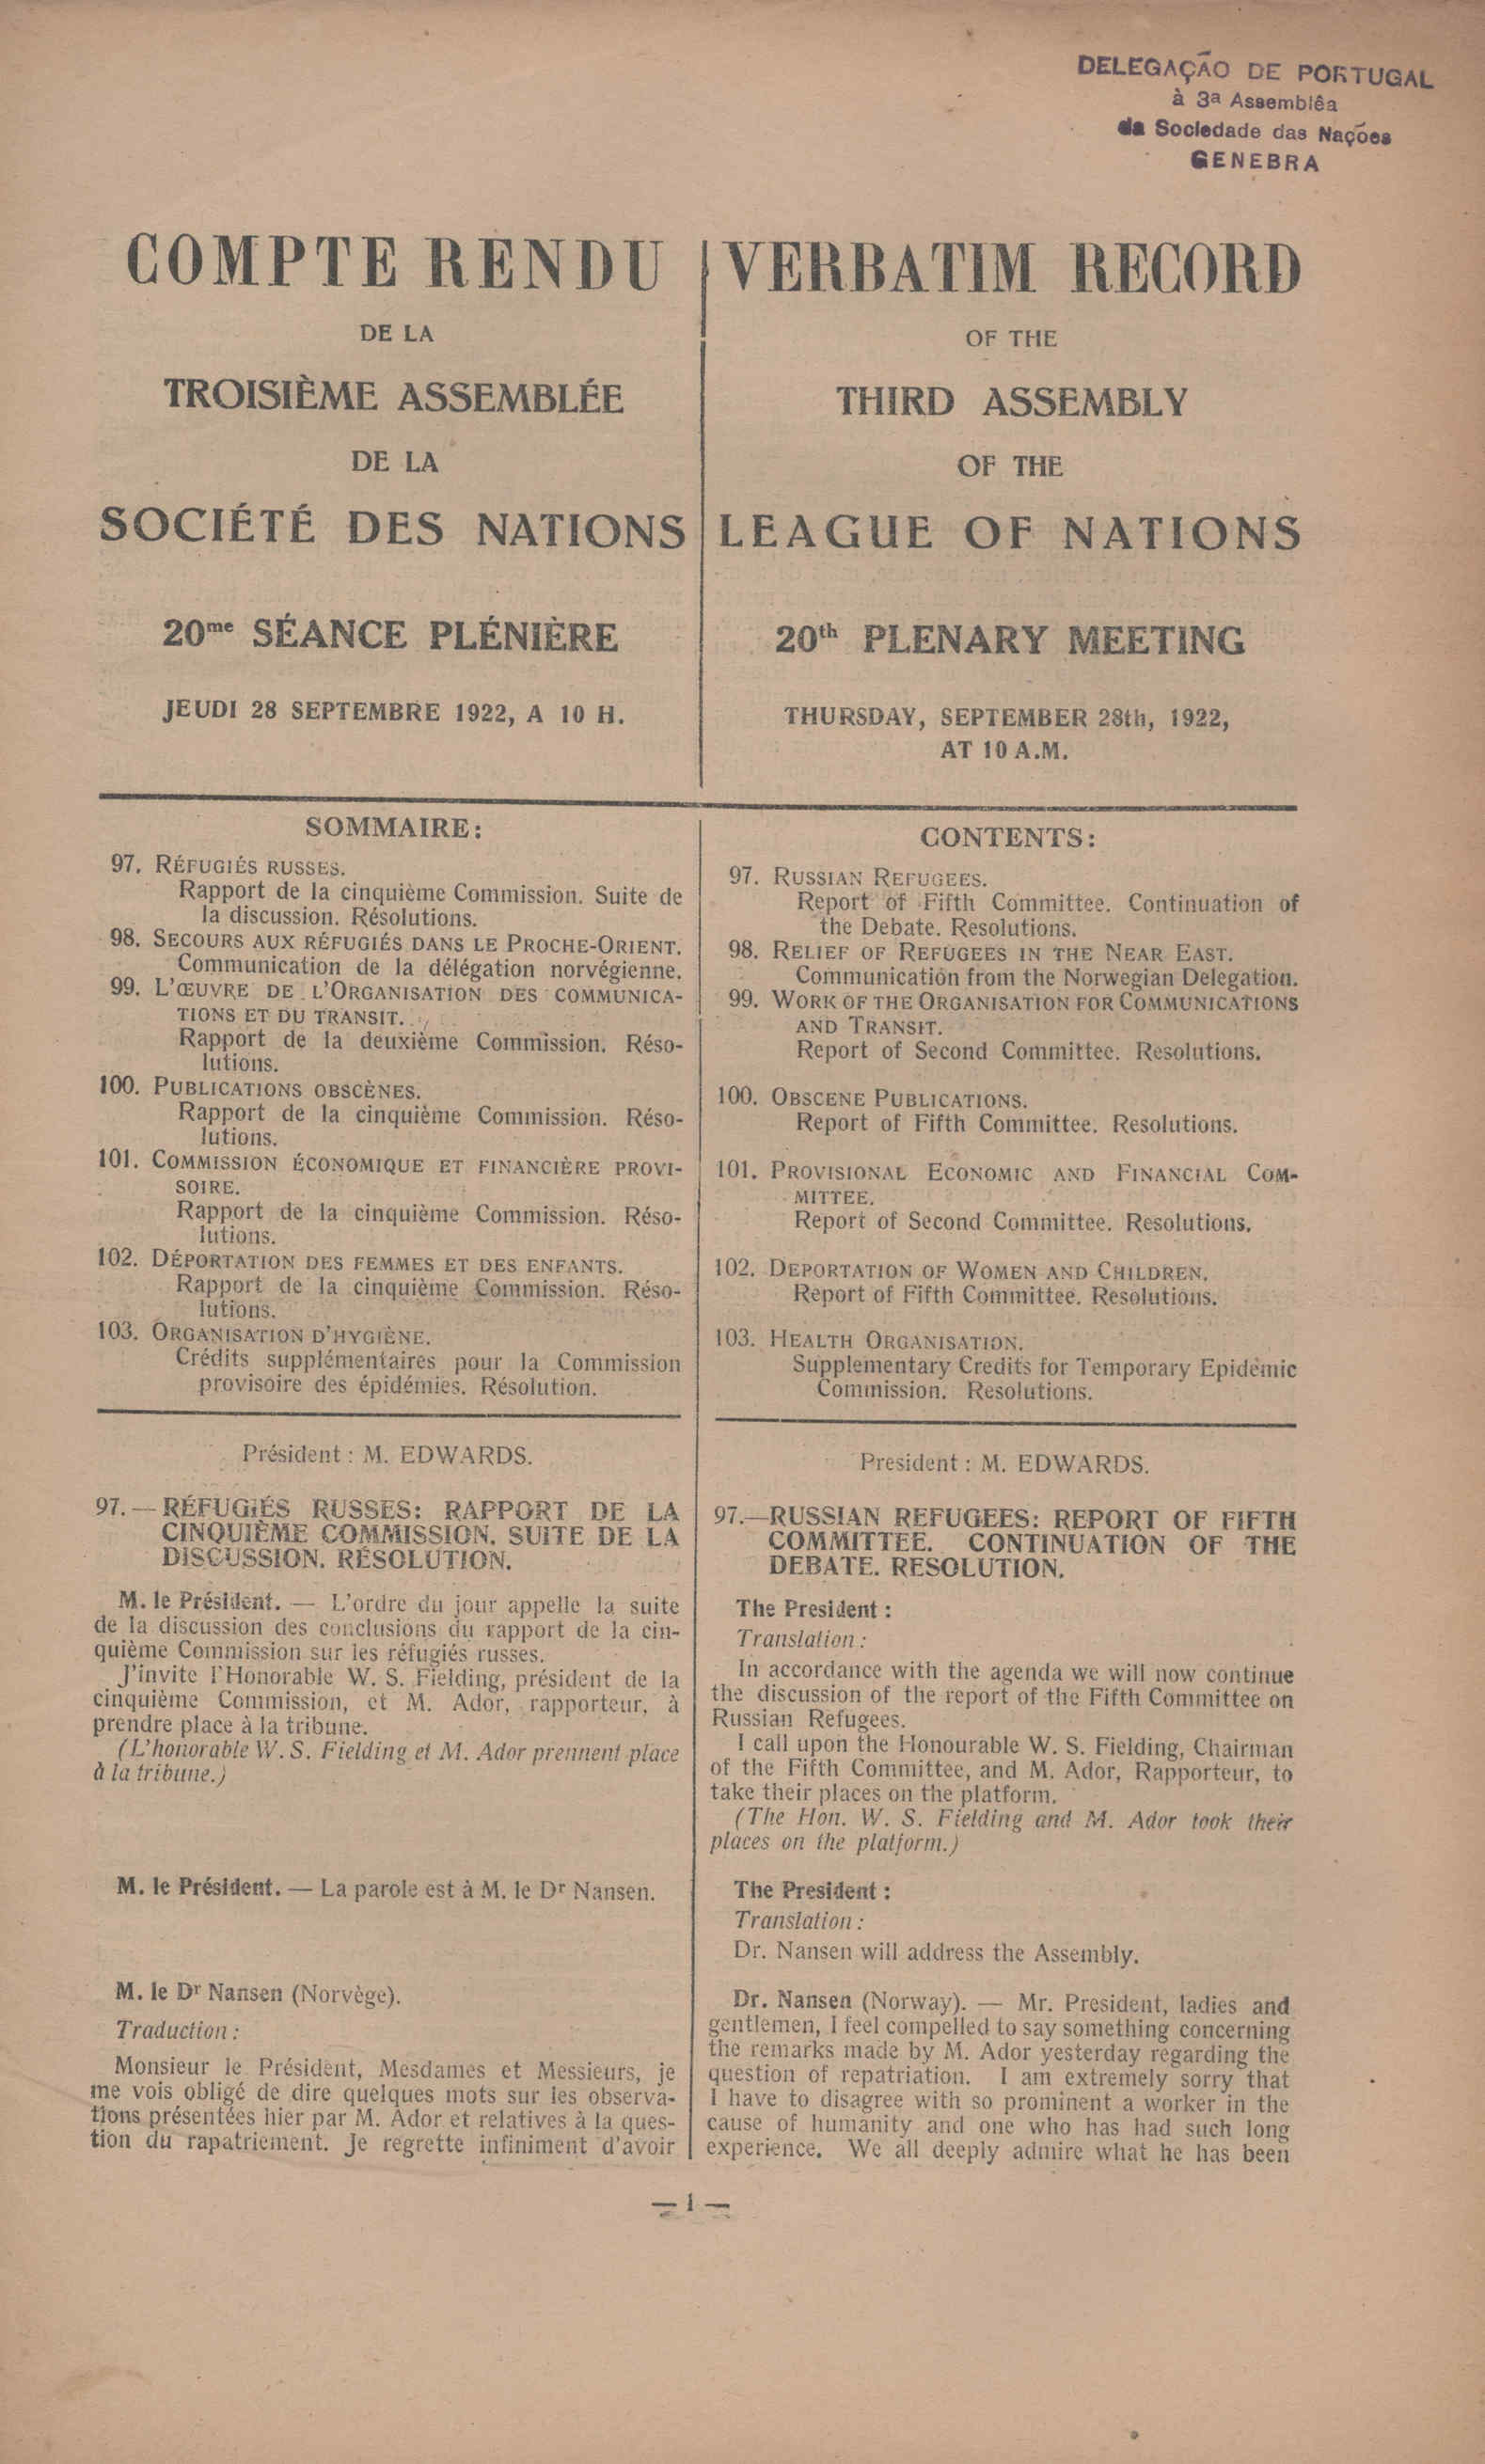 DELEGAÇÃO DE PORTUGAL
à 3ª Assemblêa
da Sociedade das Nações
GENEBRA
COMPTE RENDU
DE LA
TROISIÈME ASSEMBLÉE
DE LA
SOCIÉTÉ DES NATIONS
20me SÉANCE PLÉNIÈRE
JEUDI 28 SEPTEMBRE 1922, A 10 H.
VERBATIM RECORD
OF THE
THIRD ASSEMBLY
OF THE
LEAGUE OF NATIONS
20th PLENARY MEETING
THURSDAY, SEPTEMBER 28th, 1922,
AT 10 A.M.
SOMMAIRE:
97. RÉFUGIÉS RUSSES.
Rapport de la cinquième Commission. Suite de
la discussion. Résolutions.
98. SECOURS AUX RÉFUGIÉS DANS LE PROCHE-ORIENT.
Communication de la délégation norvégienne.
99. L'ŒUVRE DE L'ORGANISATION DES COMMUNICA-
TIONS ET DU TRANSIT.
Rapport de la deuxième Commission. Réso-
lutions.
100. PUBLICATIONS OBSCÈNES.
Rapport de la cinquième Commission. Réso-
lutions.
101. COMMISSION ÉCONOMIQUE ET FINANCIÈRE PROVI-
SOIRE.
Rapport de la cinquième Commission. Réso-
lutions.
102. DÉPORTATION DES FEMMES ET DES ENFANTS.
Rapport de la cinquième Commission. Réso-
lutions.
103. ORGANISATION D'HYGIÈNE.
Crédits supplémentaires pour la Commission
provisoire des épidémies. Résolution.
CONTENTS:
97. RUSSIAN REFUGEES.
Report of Fifth Committee. Continuation of
the Debate. Resolutions.
98. RELIEF OF REFUGEES IN THE NEAR EAST.
Communication from the Norwegian Delegation.
99. WORK OF THE ORGANISATION FOR COMMUNICATIONS
AND TRANSIT.
Report of Second Committee. Resolutions.
100. OBSCENE PUBLICATIONS.
Report of Fifth Committee. Resolutions.
101. PROVISIONAL ECONOMIC AND FINANCIAL COM-
MITTEE.
Report of Second Committee. Resolutions.
102. DEPORTATION OF WOMEN AND CHILDREN.
Report of Fifth Committee. Resolutions.
103. HEALTH ORGANISATION.
Supplementary Credits for Temporary Epidemic
Commission. Resolutions.
Président : M. EDWARDS.
97. — RÉFUGIÉS RUSSES: RAPPORT DE LA
CINQUIÈME COMMISSION. SUITE DE LA
DISCUSSION. RÉSOLUTION.
M. le Président. — L'ordre du jour appelle la suite
de la discussion des conclusions du rapport de la cin-
quième Commission sur les réfugiés russes.
J'invite l'Honorable W. S. Fielding, président de la
cinquième Commission, et M. Ador, rapporteur, à
prendre place à la tribune.
(L'honorable W. S. Fielding et M. Ador prennent place
à la tribune.)
M. le Président. — La parole est à M. le Dr Nansen.
M. le Dr Nansen (Norvège).
Traduction :
Monsieur le Président, Mesdames et Messieurs, je
me vois obligé de dire quelques mots sur les observa-
tions présentées hier par M. Ador et relatives à la ques-
tion du rapatriement. Je regrette infiniment d'avoir
President : M. EDWARDS.
97.—RUSSIAN REFUGEES: REPORT OF FIFTH
COMMITTEE. CONTINUATION OF THE
DEBATE. RESOLUTION.
The President :
Translation :
In accordance with the agenda we will now continue
the discussion of the report of the Fifth Committee on
Russian Refugees.
I call upon the Honourable W. S. Fielding, Chairman
of the Fifth Committee, and M. Ador, Rapporteur, to
take their places on the platform.
(The Hon. W. S. Fielding and M. Ador took their
places on the platform.)
The President :
Translation :
Dr. Nansen will address the Assembly.
Dr. Nansen (Norway). — Mr. President, ladies and
gentlemen, I feel compelled to say something concerning
the remarks made by M. Ador yesterday regarding the
question of repatriation. I am extremely sorry that
I have to disagree with so prominent a worker in the
cause of humanity and one who has had such long
experience. We all deeply admire what he has been
— 1 —